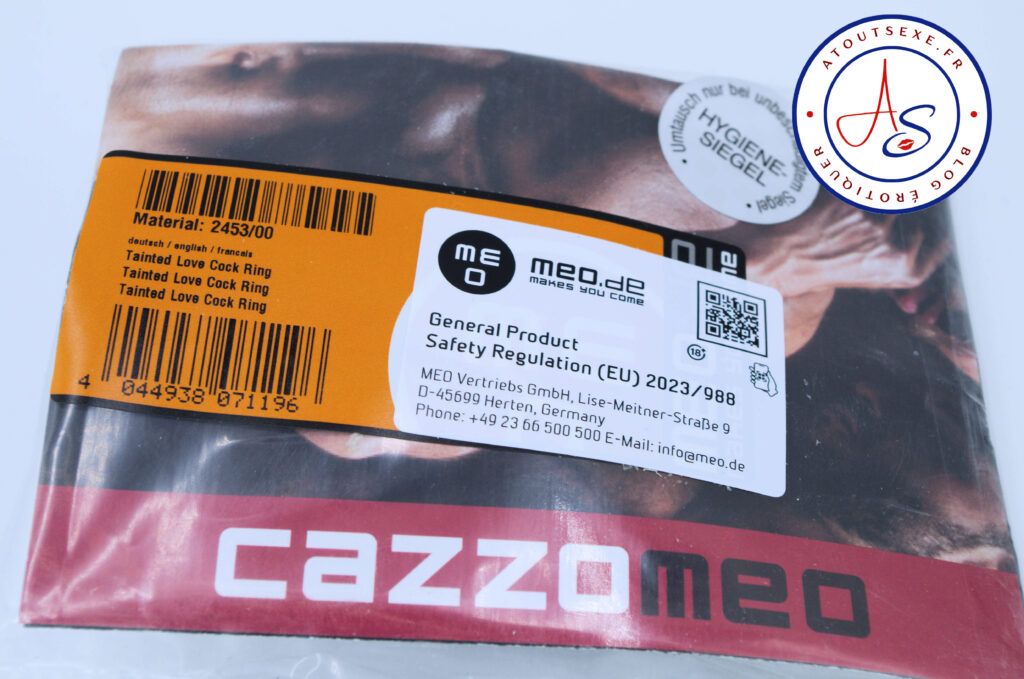 ATOUTSEXE.FR
AS
BLOG ÉROTIQUE
Umtausch nur bei
Siegel
HYGIENE-
SIEGEL
Material: 2453/00
deutsch / english / francais
Tainted Love Cock Ring
Tainted Love Cock Ring
Tainted Love Cock Ring
4 044938 071196
meo
meo.de
makes you come
General Product
Safety Regulation (EU) 2023/988
18+
MEO Vertriebs GmbH, Lise-Meitner-Straße 9
D-45699 Herten, Germany
Phone: +49 23 66 500 500 E-Mail: info@meo.de
cazzomeo